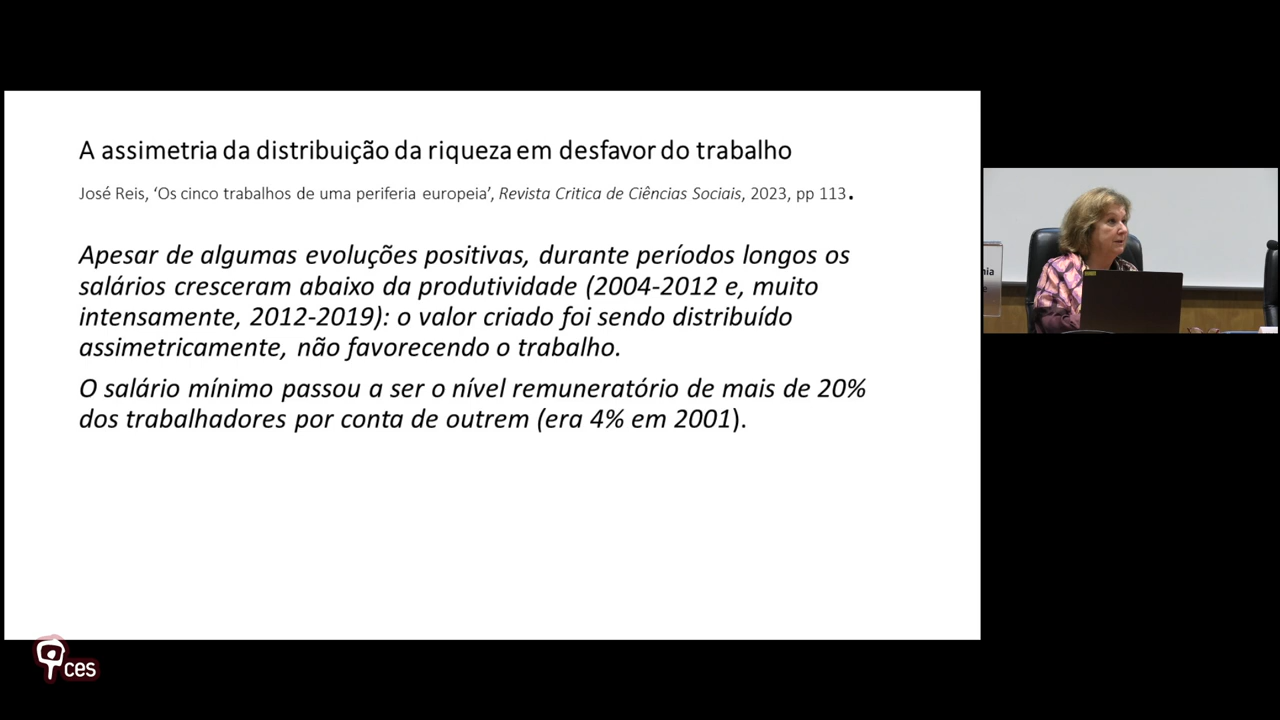 A assimetria da distribuição da riqueza em desfavor do trabalho
José Reis, ‘Os cinco trabalhos de uma periferia europeia’, Revista Critica de Ciências Sociais, 2023, pp 113.
Apesar de algumas evoluções positivas, durante períodos longos os
salários cresceram abaixo da produtividade (2004-2012 e, muito
intensamente, 2012-2019): o valor criado foi sendo distribuído
assimetricamente, não favorecendo o trabalho.
O salário mínimo passou a ser o nível remuneratório de mais de 20%
dos trabalhadores por conta de outrem (era 4% em 2001).
ces